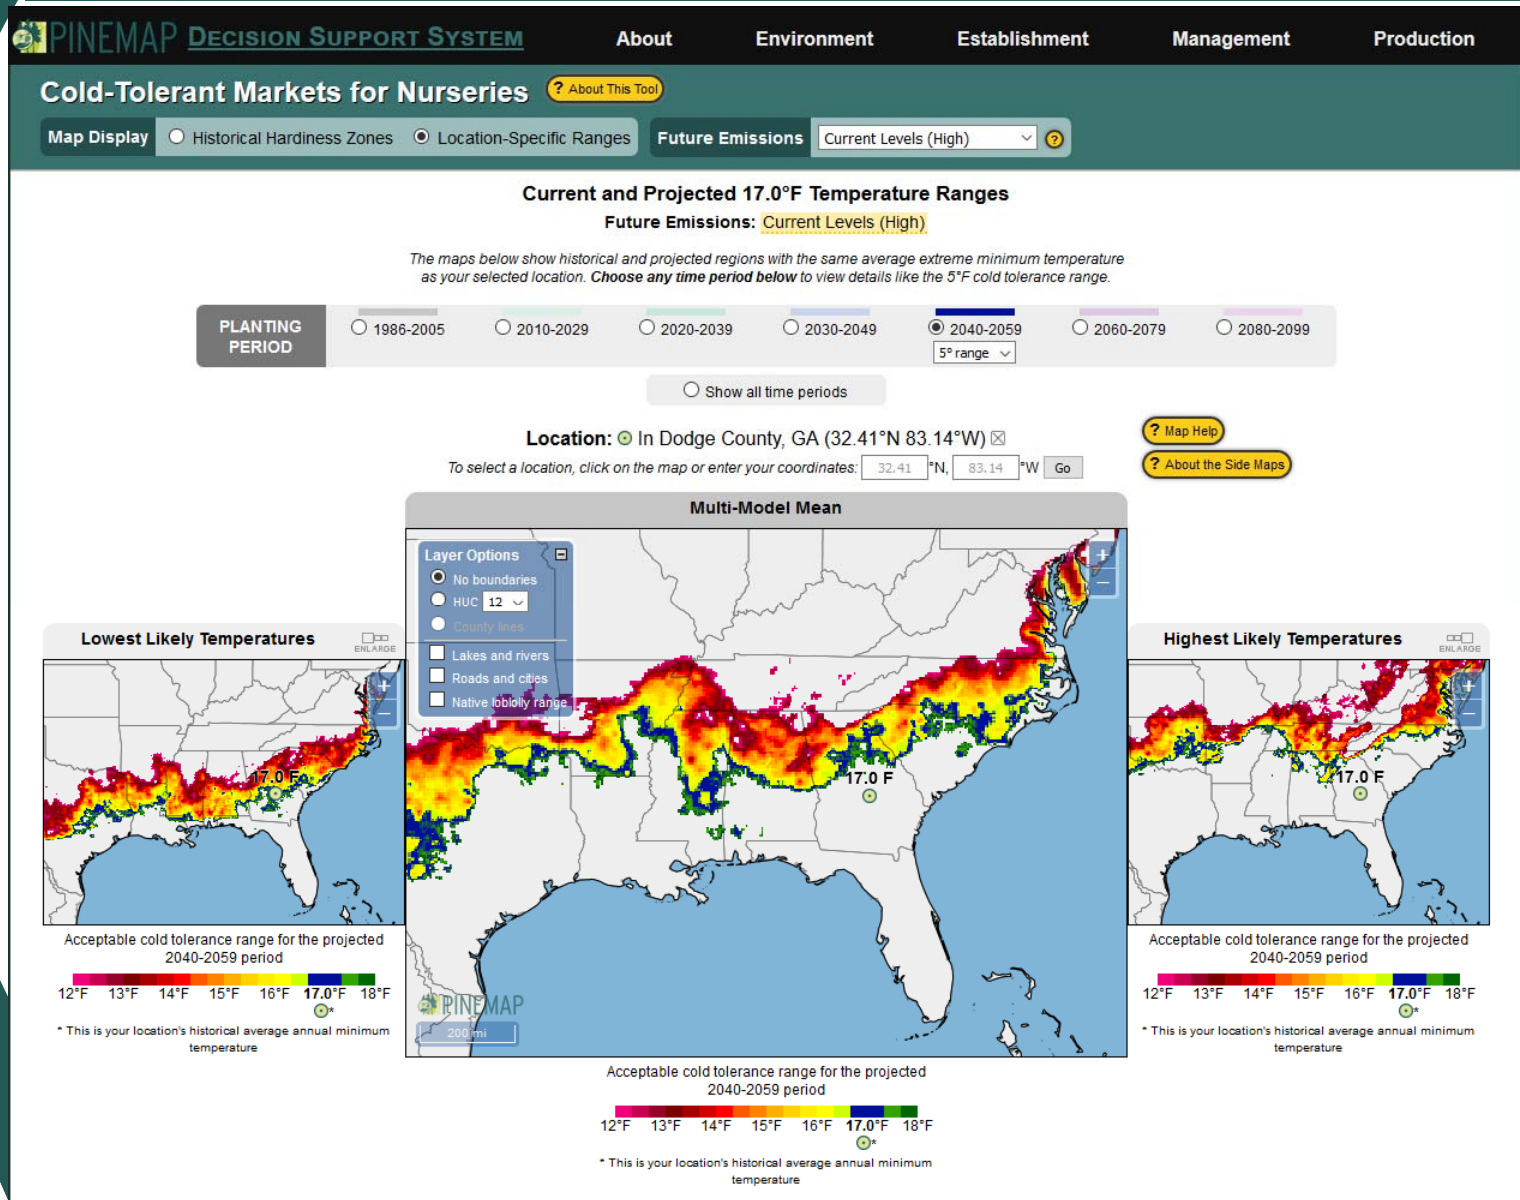 PINEMAP DECISION SUPPORT SYSTEM About Environment Establishment Management Production
Cold-Tolerant Markets for Nurseries ? About This Tool
Map Display Historical Hardiness Zones Location-Specific Ranges Future Emissions Current Levels (High) ?
Current and Projected 17.0°F Temperature Ranges
Future Emissions: Current Levels (High)
The maps below show historical and projected regions with the same average extreme minimum temperature
as your selected location. Choose any time period below to view details like the 5°F cold tolerance range.
PLANTING PERIOD
1986-2005 2010-2029 2020-2039 2030-2049 2040-2059 2060-2079 2080-2099
5° range
Show all time periods
Location: In Dodge County, GA (32.41°N 83.14°W)
To select a location, click on the map or enter your coordinates: 32.41 °N, 83.14 °W Go
? Map Help
? About the Side Maps
Multi-Model Mean
Layer Options
No boundaries
HUC 12
County lines
Lakes and rivers
Roads and cities
Native loblolly range
+
−
17.0 F
PINEMAP
200 mi
Lowest Likely Temperatures
ENLARGE
+
−
17.0 F
Acceptable cold tolerance range for the projected
2040-2059 period
12°F 13°F 14°F 15°F 16°F 17.0°F 18°F
*
* This is your location's historical average annual minimum
temperature
Highest Likely Temperatures
ENLARGE
+
−
17.0 F
Acceptable cold tolerance range for the projected
2040-2059 period
12°F 13°F 14°F 15°F 16°F 17.0°F 18°F
*
* This is your location's historical average annual minimum
temperature
Acceptable cold tolerance range for the projected
2040-2059 period
12°F 13°F 14°F 15°F 16°F 17.0°F 18°F
*
* This is your location's historical average annual minimum
temperature